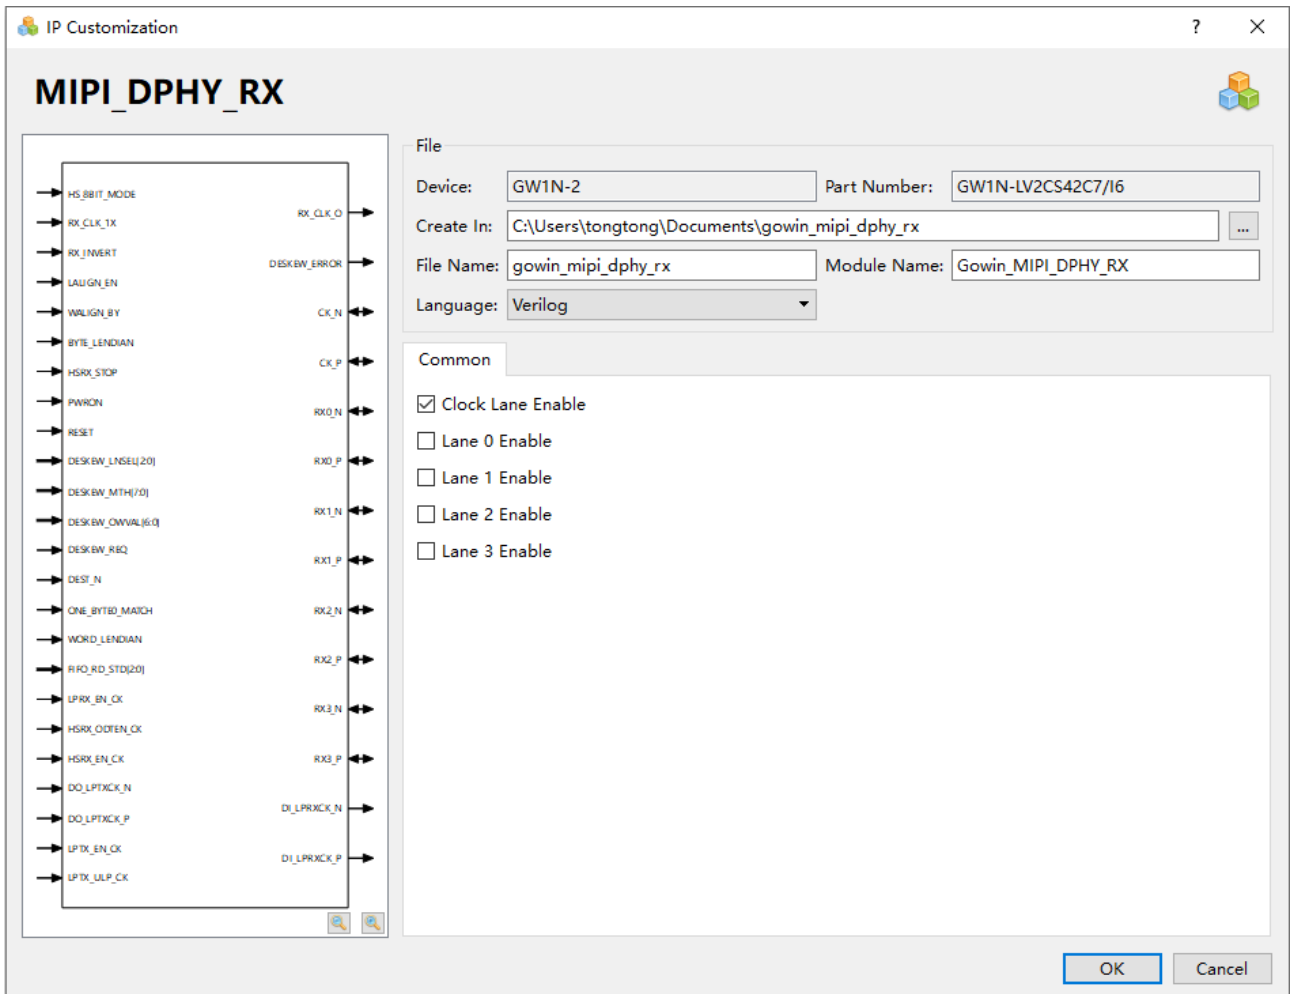 IP Customization
?
MIPI_DPHY_RX
HS_8BIT_MODE
RX_CLK_1X
RX_INVERT
LALIGN_EN
WALIGN_BY
BYTE_LENDIAN
HSRX_STOP
PWRON
RESET
DESKEW_LNSEL[2:0]
DESKEW_MTH[7:0]
DESKEW_OWVAL[6:0]
DESKEW_REQ
DEST_N
ONE_BYTE0_MATCH
WORD_LENDIAN
FIFO_RD_STD[2:0]
LPRX_EN_CK
HSRX_ODTEN_CK
HSRX_EN_CK
DO_LPTXCK_N
DO_LPTXCK_P
LPTX_EN_CK
LPTX_ULP_CK
RX_CLK_O
DESKEW_ERROR
CK_N
CK_P
RX0_N
RX0_P
RX1_N
RX1_P
RX2_N
RX2_P
RX3_N
RX3_P
DI_LPRXCK_N
DI_LPRXCK_P
File
Device: GW1N-2 Part Number: GW1N-LV2CS42C7/I6
Create In: C:\Users\tongtong\Documents\gowin_mipi_dphy_rx ...
File Name: gowin_mipi_dphy_rx Module Name: Gowin_MIPI_DPHY_RX
Language: Verilog
Common
Clock Lane Enable
Lane 0 Enable
Lane 1 Enable
Lane 2 Enable
Lane 3 Enable
OK Cancel